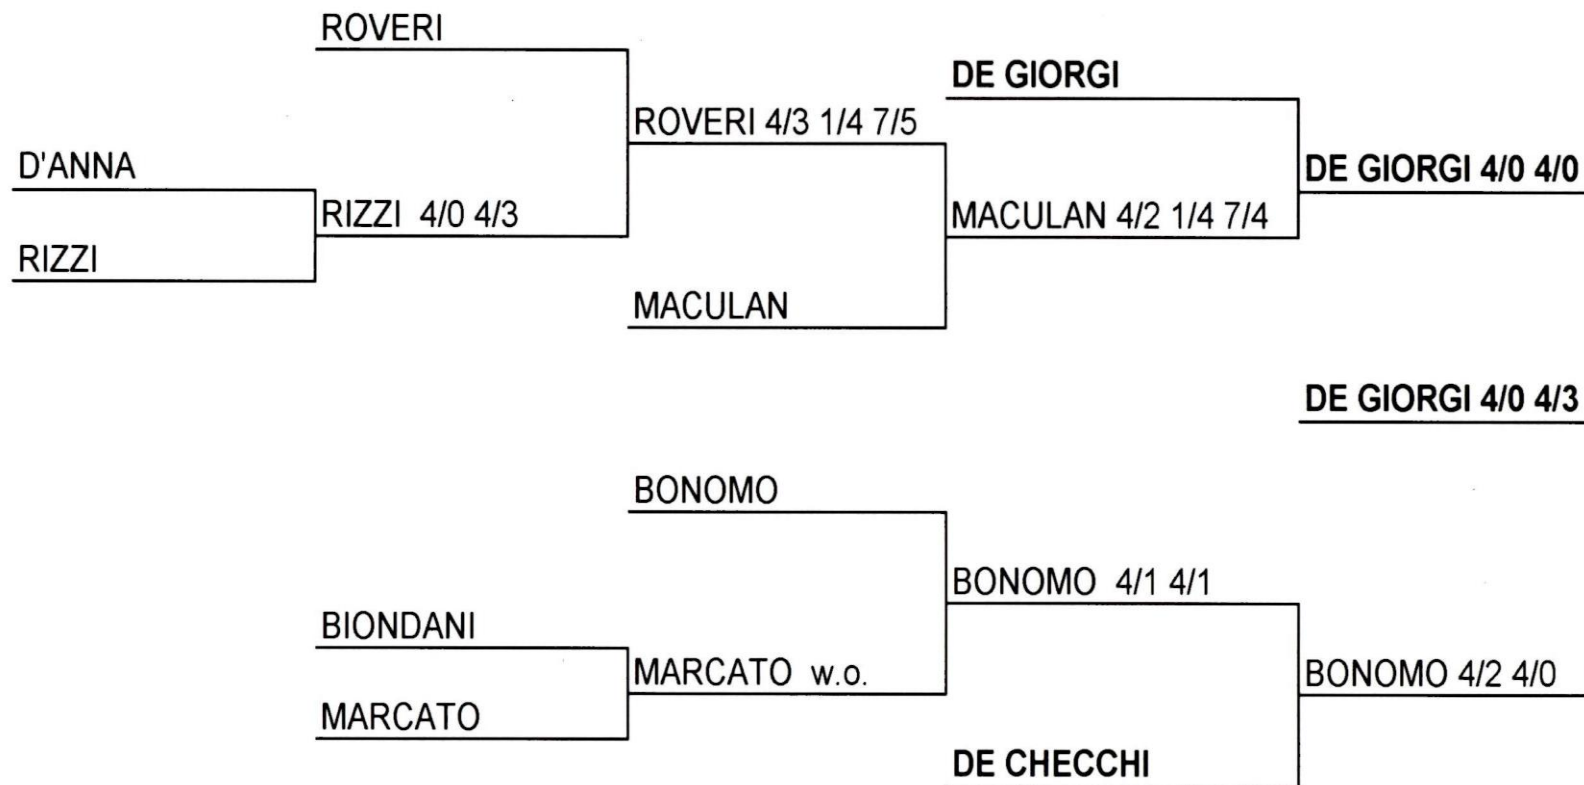 ROVERI
DE GIORGI
ROVERI 4/3 1/4 7/5
D'ANNA
DE GIORGI 4/0 4/0
RIZZI 4/0 4/3
MACULAN 4/2 1/4 7/4
RIZZI
MACULAN
DE GIORGI 4/0 4/3
BONOMO
BONOMO 4/1 4/1
BIONDANI
MARCATO w.o.
BONOMO 4/2 4/0
MARCATO
DE CHECCHI